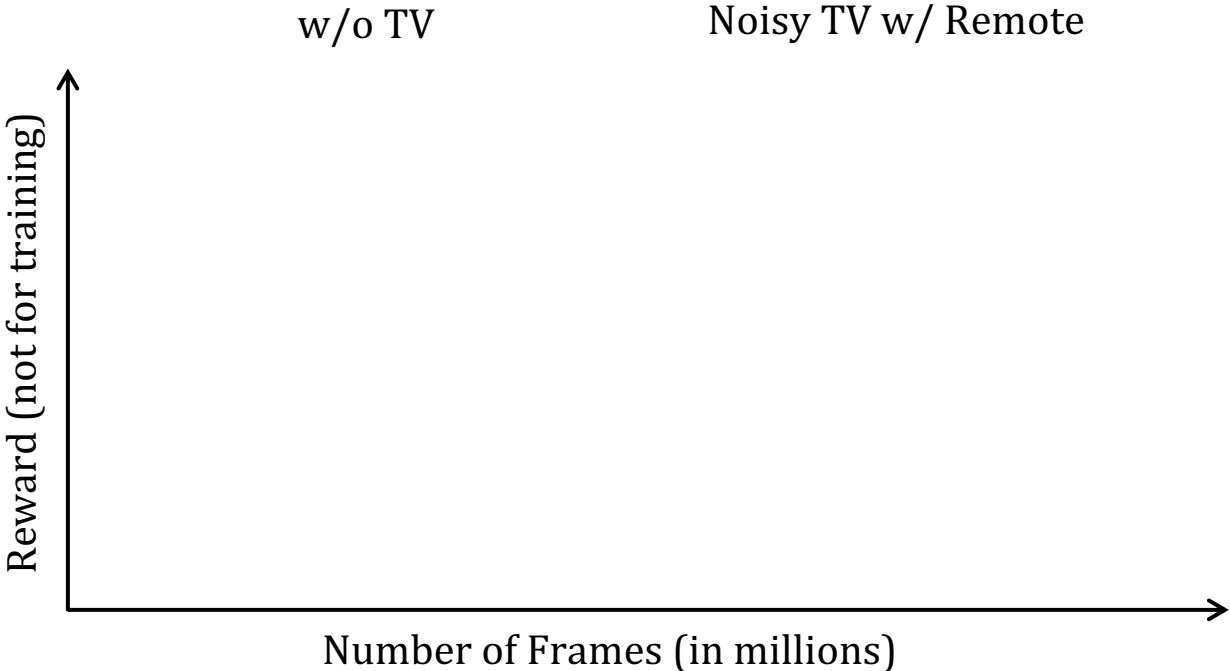 w/o TV
Noisy TV w/ Remote
Reward (not for training)
Number of Frames (in millions)